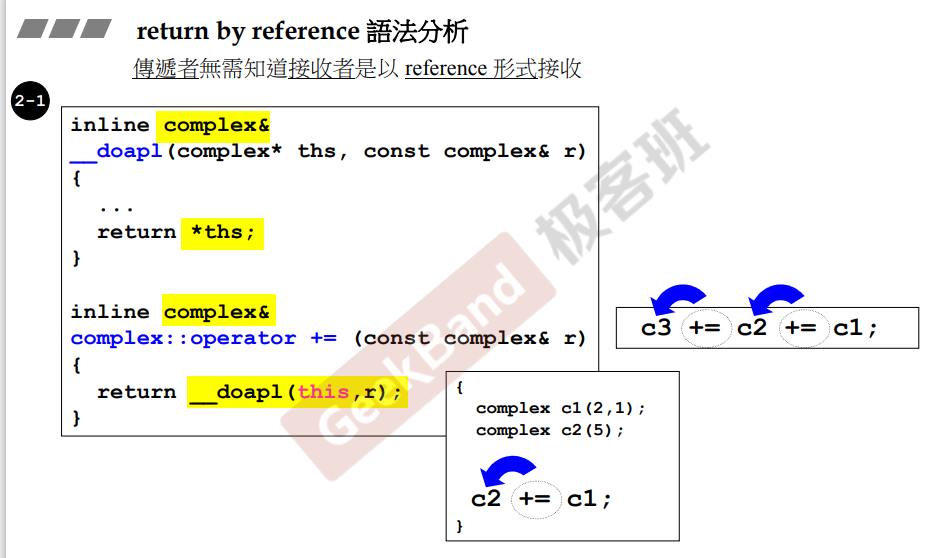 return by reference 語法分析
傳遞者無需知道接收者是以 reference 形式接收
2-1
inline complex&
__doapl(complex* ths, const complex& r)
{
...
return *ths;
}
inline complex&
complex::operator += (const complex& r)
{
return __doapl(this,r);
}
c3 += c2 += c1;
{
complex c1(2,1);
complex c2(5);
c2 += c1;
}
GeekBand 极客班